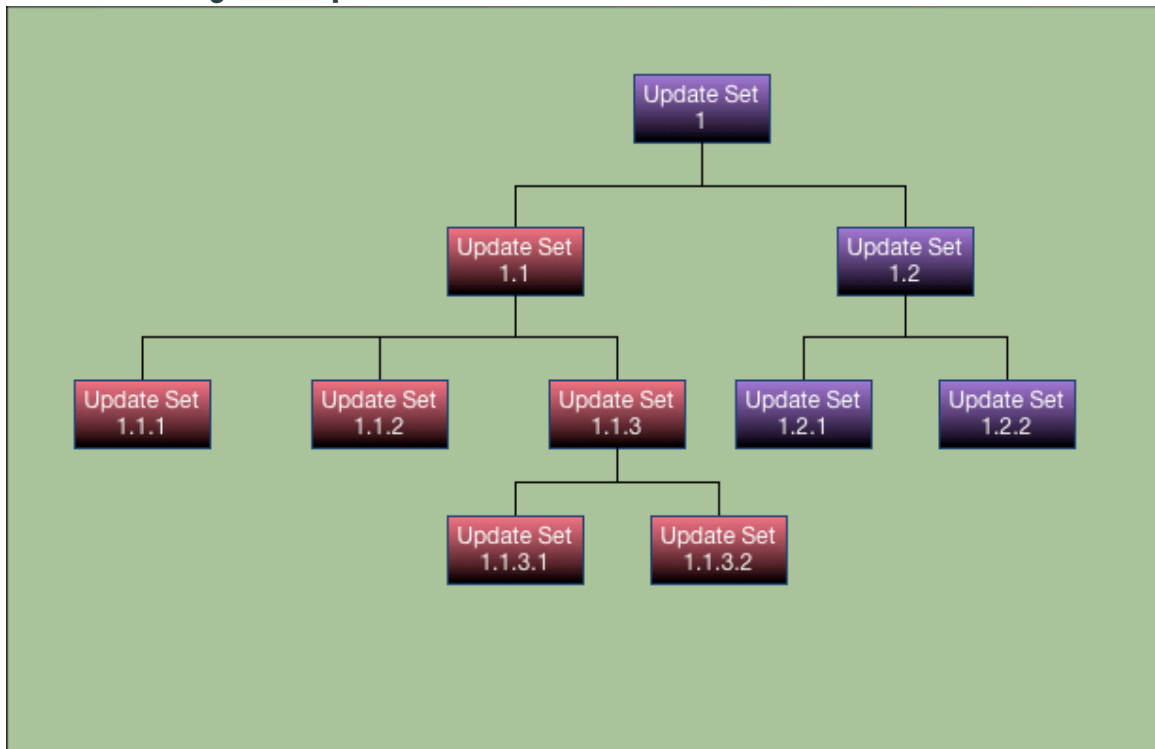 Update Set
1
Update Set
1.1
Update Set
1.2
Update Set
1.1.1
Update Set
1.1.2
Update Set
1.1.3
Update Set
1.2.1
Update Set
1.2.2
Update Set
1.1.3.1
Update Set
1.1.3.2